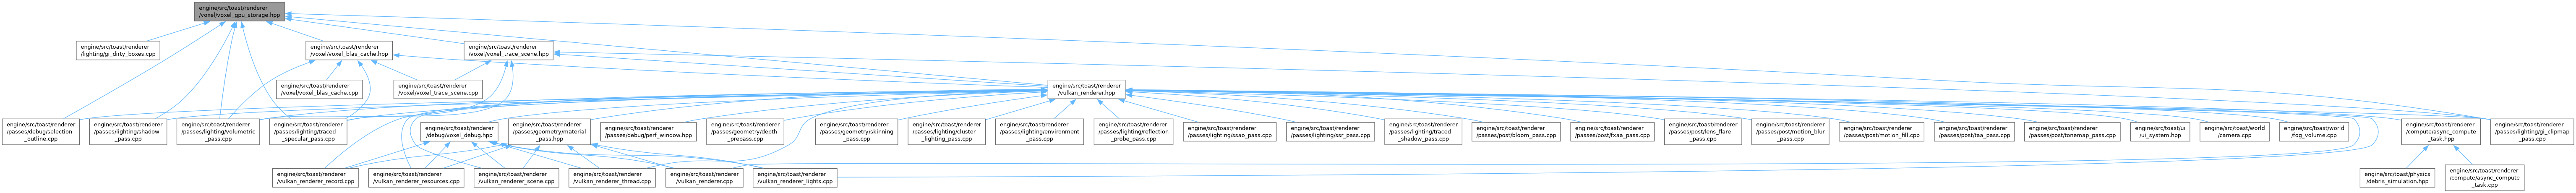 engine/src/toast/renderer
/voxel/voxel_gpu_storage.hpp
engine/src/toast/renderer
/lighting/gi_dirty_boxes.cpp
engine/src/toast/renderer
/voxel/voxel_blas_cache.hpp
engine/src/toast/renderer
/voxel/voxel_trace_scene.hpp
engine/src/toast/renderer
/voxel/voxel_blas_cache.cpp
engine/src/toast/renderer
/voxel/voxel_trace_scene.cpp
engine/src/toast/renderer
/vulkan_renderer.hpp
engine/src/toast/renderer
/passes/debug/selection
_outline.cpp
engine/src/toast/renderer
/passes/lighting/shadow
_pass.cpp
engine/src/toast/renderer
/passes/lighting/volumetric
_pass.cpp
engine/src/toast/renderer
/passes/lighting/traced
_specular_pass.cpp
engine/src/toast/renderer
/debug/voxel_debug.hpp
engine/src/toast/renderer
/passes/geometry/material
_pass.hpp
engine/src/toast/renderer
/passes/debug/perf_window.hpp
engine/src/toast/renderer
/passes/geometry/depth
_prepass.cpp
engine/src/toast/renderer
/passes/geometry/skinning
_pass.cpp
engine/src/toast/renderer
/passes/lighting/cluster
_lighting_pass.cpp
engine/src/toast/renderer
/passes/lighting/environment
_pass.cpp
engine/src/toast/renderer
/passes/lighting/reflection
_probe_pass.cpp
engine/src/toast/renderer
/passes/lighting/ssao_pass.cpp
engine/src/toast/renderer
/passes/lighting/ssr_pass.cpp
engine/src/toast/renderer
/passes/lighting/traced
_shadow_pass.cpp
engine/src/toast/renderer
/passes/post/bloom_pass.cpp
engine/src/toast/renderer
/passes/post/fxaa_pass.cpp
engine/src/toast/renderer
/passes/post/lens_flare
_pass.cpp
engine/src/toast/renderer
/passes/post/motion_blur
_pass.cpp
engine/src/toast/renderer
/passes/post/motion_fill.cpp
engine/src/toast/renderer
/passes/post/taa_pass.cpp
engine/src/toast/renderer
/passes/post/tonemap_pass.cpp
engine/src/toast/ui
/ui_system.hpp
engine/src/toast/world
/camera.cpp
engine/src/toast/world
/fog_volume.cpp
engine/src/toast/renderer
/compute/async_compute
_task.hpp
engine/src/toast/renderer
/passes/lighting/gi_clipmap
_pass.cpp
engine/src/toast/renderer
/vulkan_renderer_record.cpp
engine/src/toast/renderer
/vulkan_renderer_resources.cpp
engine/src/toast/renderer
/vulkan_renderer_scene.cpp
engine/src/toast/renderer
/vulkan_renderer_thread.cpp
engine/src/toast/renderer
/vulkan_renderer.cpp
engine/src/toast/renderer
/vulkan_renderer_lights.cpp
engine/src/toast/physics
/debris_simulation.hpp
engine/src/toast/renderer
/compute/async_compute
_task.cpp